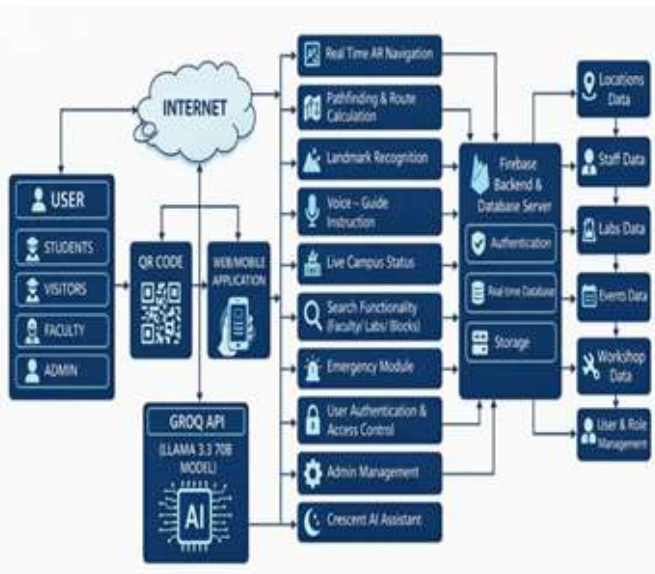 INTERNET
USER
STUDENTS
VISITORS
FACULTY
ADMIN
QR CODE
WEB/MOBILE
APPLICATION
GROQ API
(LLAMA 3.3 70B
MODEL)
AI
Real Time AR Navigation
Pathfinding & Route
Calculation
Landmark Recognition
Voice – Guide
Instruction
Live Campus Status
Search Functionality
(Faculty/ Labs/ Blocks)
Emergency Module
User Authentication &
Access Control
Admin Management
Crescent AI Assistant
Firebase
Backend &
Database Server
Authentication
Real time Database
Storage
Locations
Data
Staff Data
Labs Data
Events Data
Workshop
Data
User & Role
Management